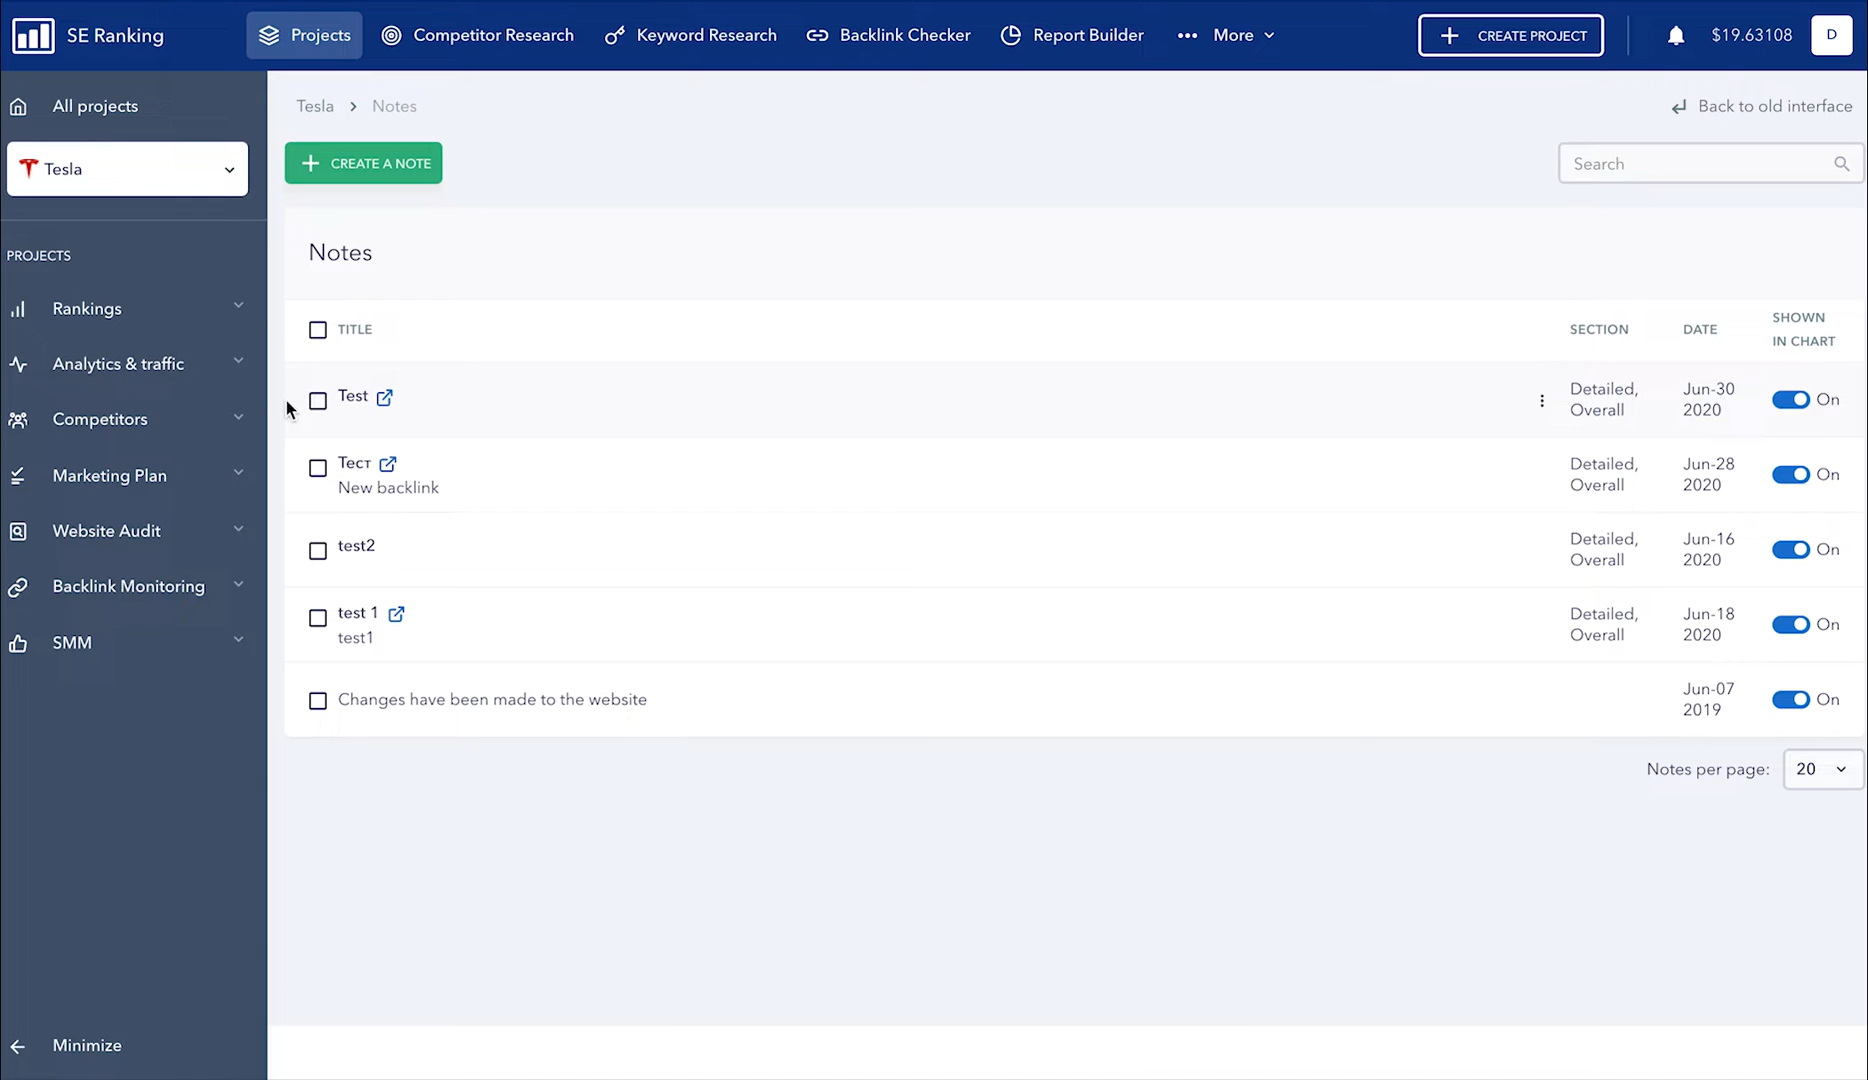 SE Ranking
Projects
Competitor Research
Keyword Research
Backlink Checker
Report Builder
More
CREATE PROJECT
$19.63108
D
All projects
Tesla
PROJECTS
Rankings
Analytics & traffic
Competitors
Marketing Plan
Website Audit
Backlink Monitoring
SMM
Minimize
Tesla > Notes
Back to old interface
CREATE A NOTE
Search
Notes
TITLE
SECTION
DATE
SHOWN
IN CHART
Test
Detailed,
Overall
Jun-30
2020
On
Тест
New backlink
Detailed,
Overall
Jun-28
2020
On
test2
Detailed,
Overall
Jun-16
2020
On
test 1
test1
Detailed,
Overall
Jun-18
2020
On
Changes have been made to the website
Jun-07
2019
On
Notes per page: 20